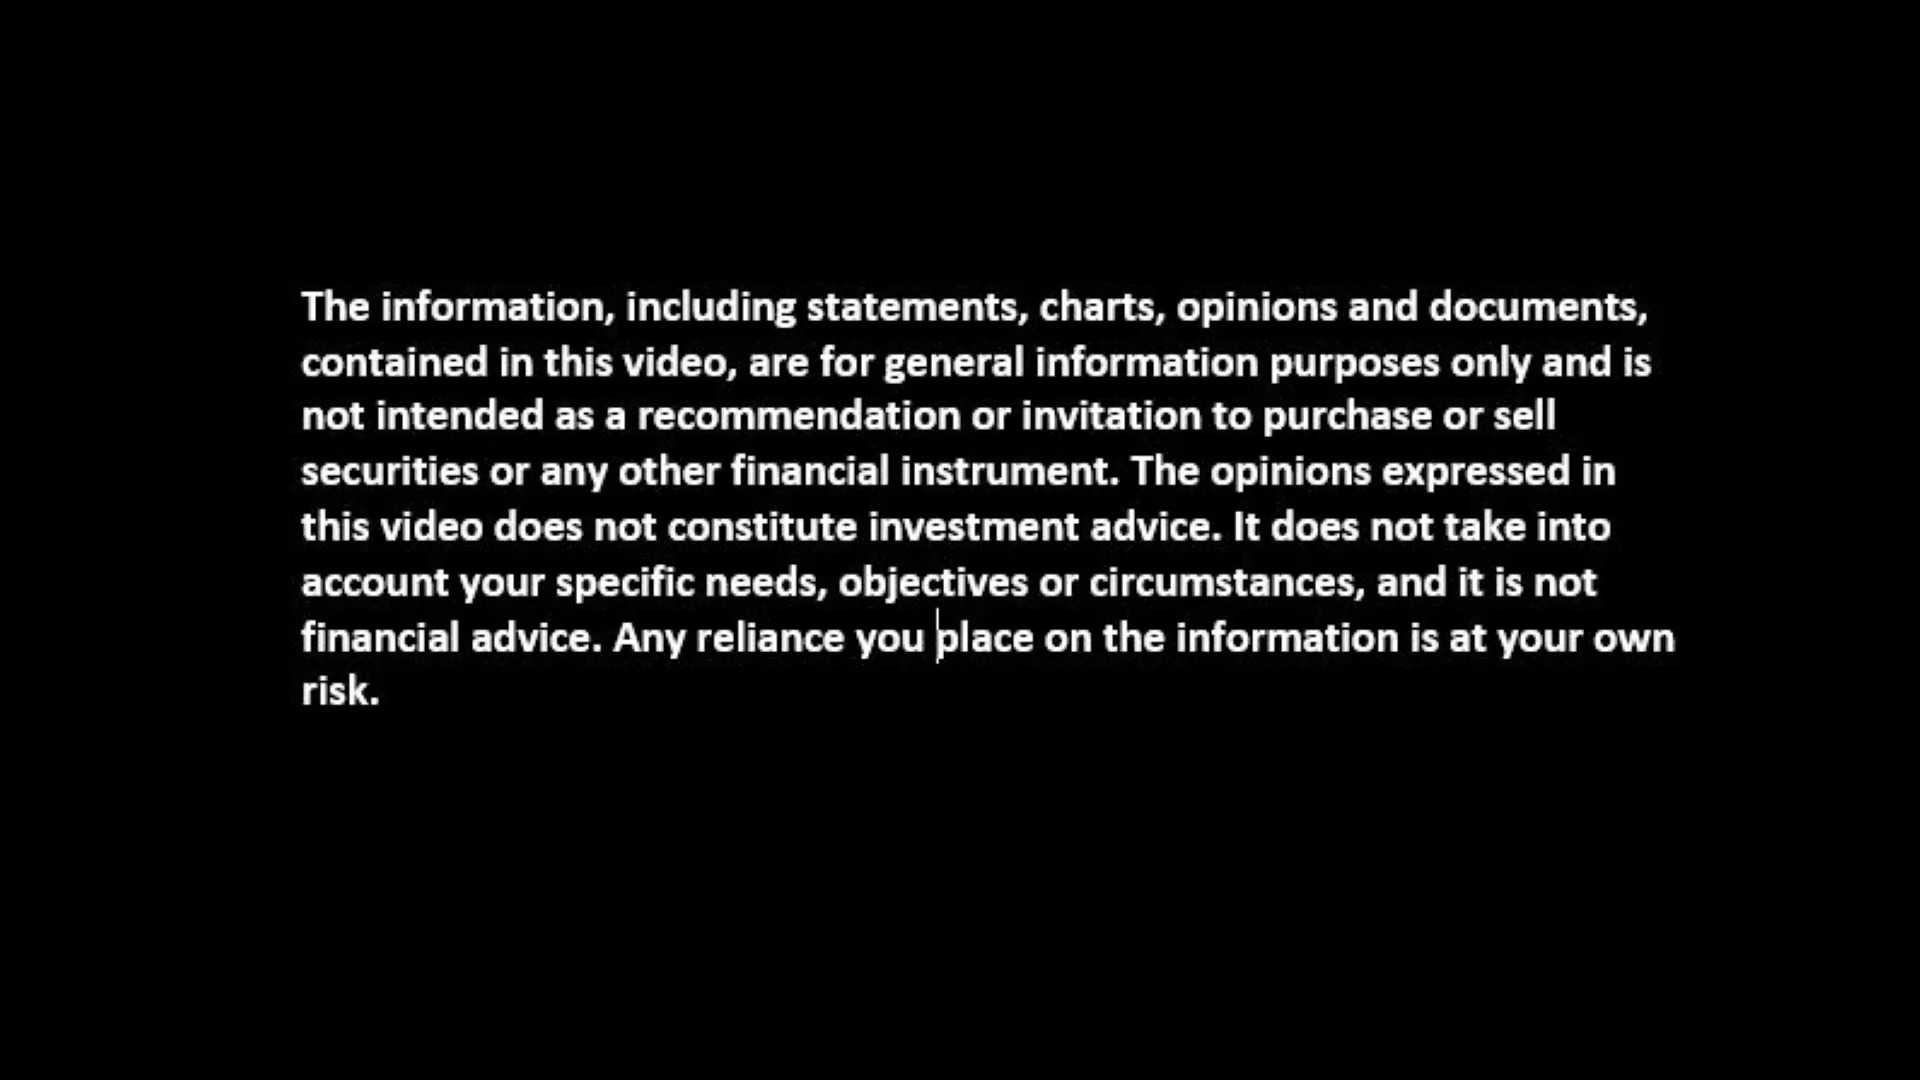 The information, including statements, charts, opinions and documents,
contained in this video, are for general information purposes only and is
not intended as a recommendation or invitation to purchase or sell
securities or any other financial instrument. The opinions expressed in
this video does not constitute investment advice. It does not take into
account your specific needs, objectives or circumstances, and it is not
financial advice. Any reliance you place on the information is at your own
risk.